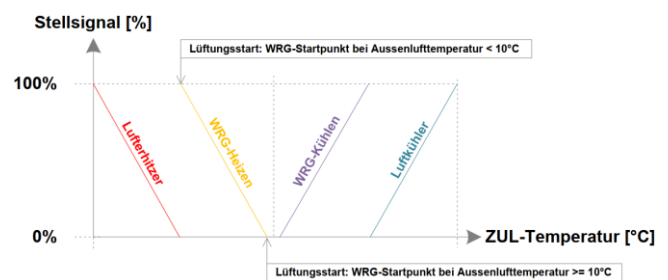 Stellsignal [%]
Lüftungsstart: WRG-Startpunkt bei Aussenlufttemperatur < 10°C
100%
Lufterhitzer
WRG-Heizen
WRG-Kühlen
Luftkühler
0%
ZUL-Temperatur [°C]
Lüftungsstart: WRG-Startpunkt bei Aussenlufttemperatur >= 10°C